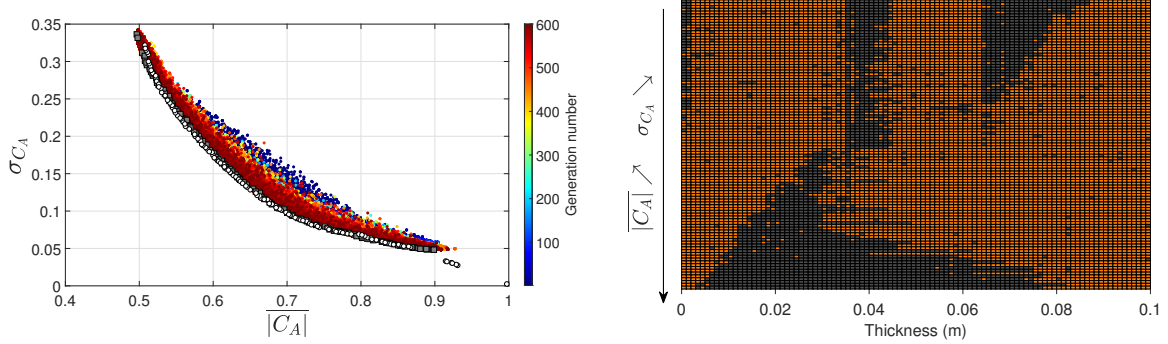 0.35
0.3
0.25
0.2
0.15
0.1
0.05
0
σ_{C_A}
0.4 0.5 0.6 0.7 0.8 0.9 1
\overline{|C_A|}
600
500
400
300
200
100
Generation number
σ_{C_A} ↘
\overline{|C_A|} ↗
0 0.02 0.04 0.06 0.08 0.1
Thickness (m)